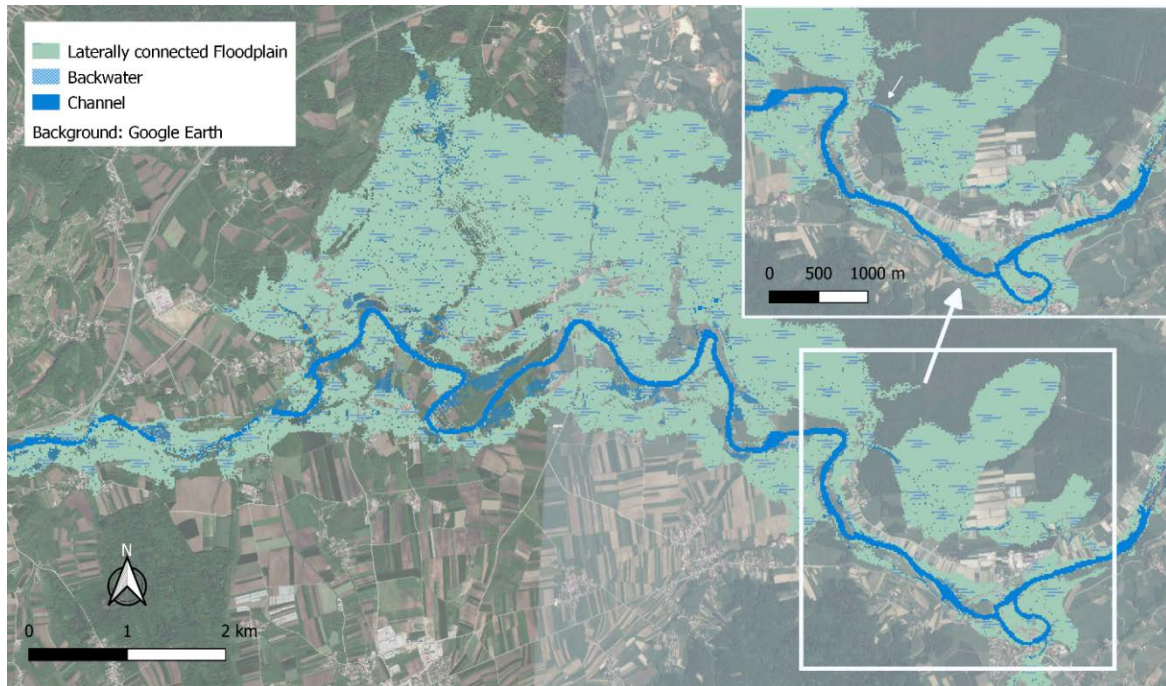 Laterally connected Floodplain
Backwater
Channel
Background: Google Earth
0 500 1000 m
N
0 1 2 km